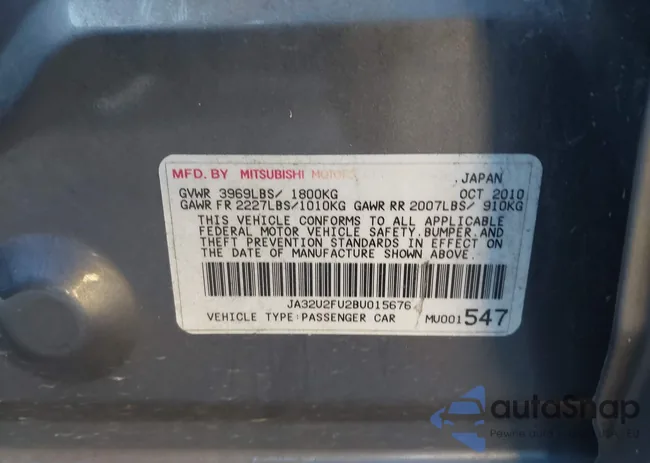 MFD. BY MITSUBISHI MOTORS JAPAN
GVWR 3969LBS/ 1800KG OCT 2010
GAWR FR 2227LBS/1010KG GAWR RR 2007LBS/ 910KG
THIS VEHICLE CONFORMS TO ALL APPLICABLE
FEDERAL MOTOR VEHICLE SAFETY.BUMPER.AND
THEFT PREVENTION STANDARDS IN EFFECT ON
THE DATE OF MANUFACTURE SHOWN ABOVE.
JA32U2FU2BU015676
VEHICLE TYPE:PASSENGER CAR MU001547
autoSnap
Pewne auto